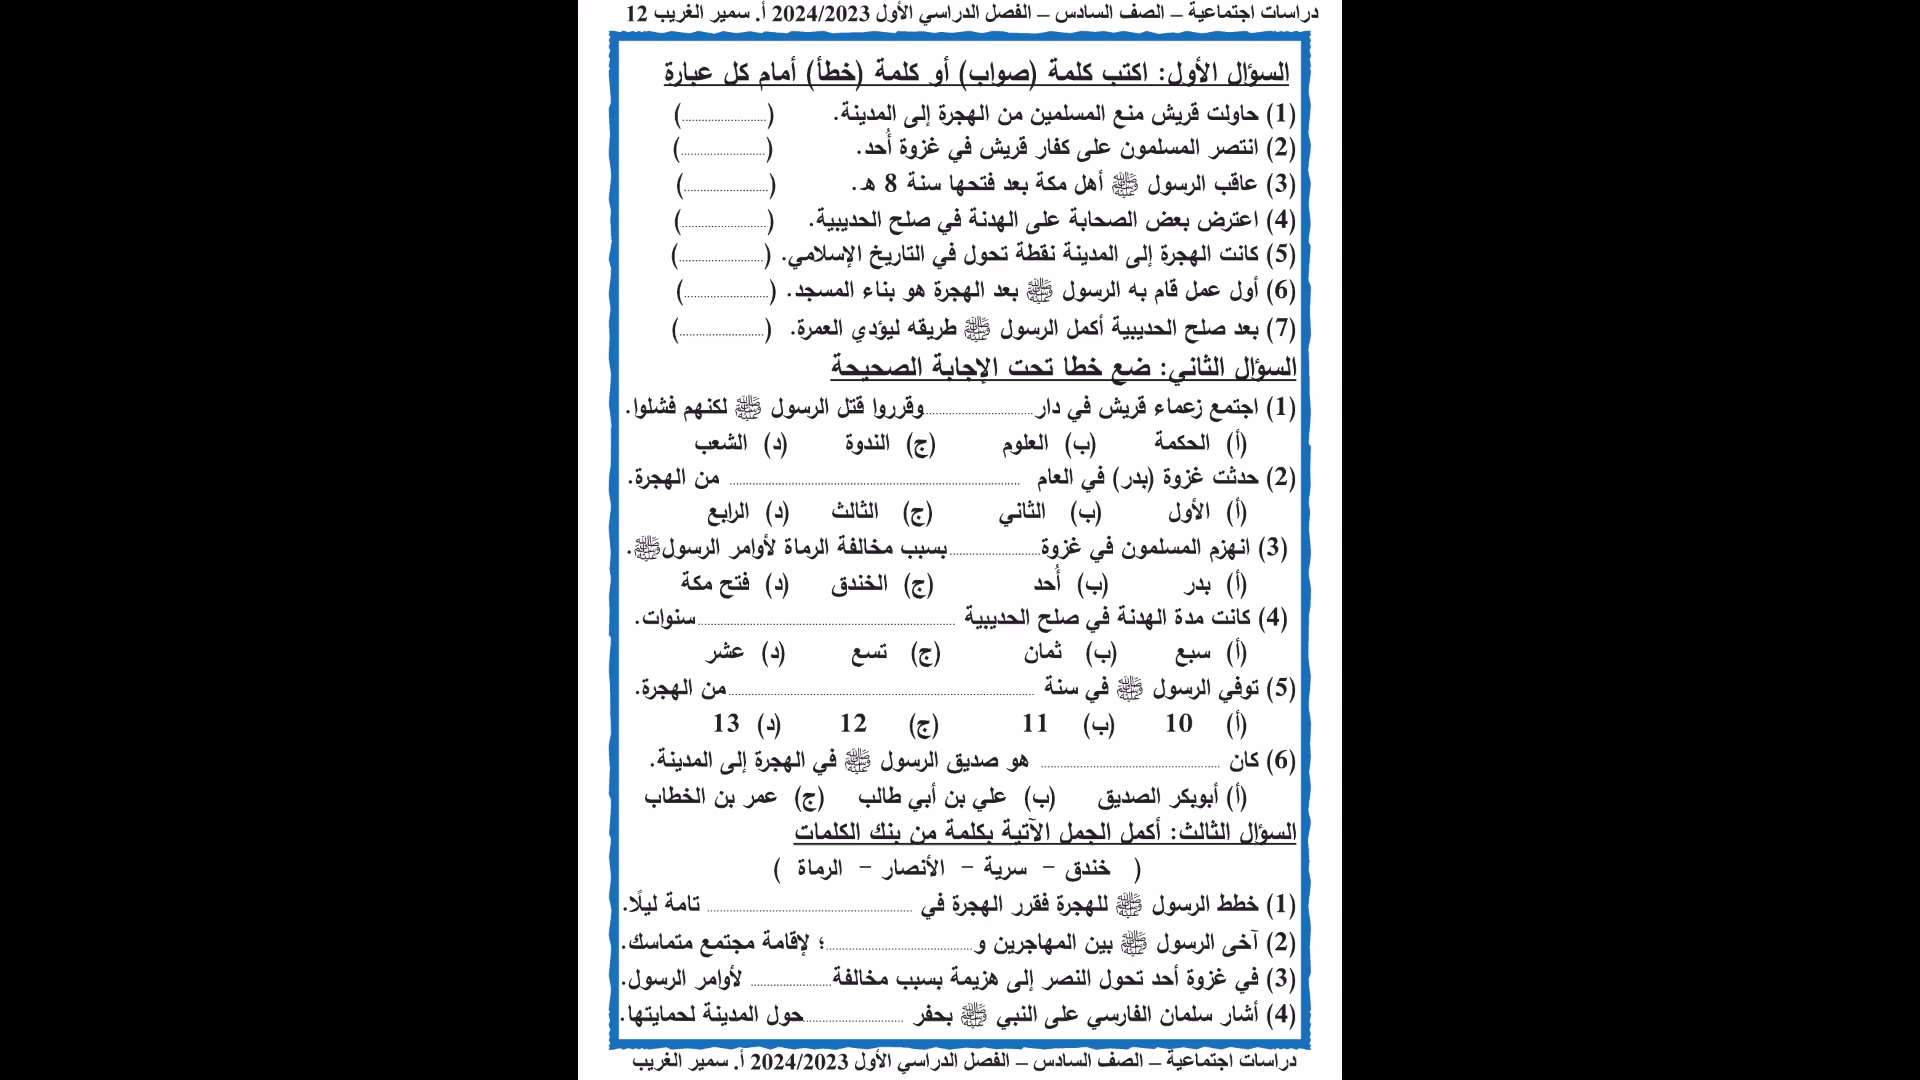 دراسات اجتماعية – الصف السادس – الفصل الدراسي الأول 2024/2023 أ. سمير الغريب 12
السؤال الأول: اكتب كلمة (صواب) أو كلمة (خطأ) أمام كل عبارة
(1) حاولت قريش منع المسلمين من الهجرة إلى المدينة. (..........................)
(2) انتصر المسلمون على كفار قريش في غزوة أُحد. (..........................)
(3) عاقب الرسول ﷺ أهل مكة بعد فتحها سنة 8 هـ. (..........................)
(4) اعترض بعض الصحابة على الهدنة في صلح الحديبية. (..........................)
(5) كانت الهجرة إلى المدينة نقطة تحول في التاريخ الإسلامي. (..........................)
(6) أول عمل قام به الرسول ﷺ بعد الهجرة هو بناء المسجد. (..........................)
(7) بعد صلح الحديبية أكمل الرسول ﷺ طريقه ليؤدي العمرة. (..........................)
السؤال الثاني: ضع خطا تحت الإجابة الصحيحة
(1) اجتمع زعماء قريش في دار ................................ وقرروا قتل الرسول ﷺ لكنهم فشلوا.
(أ) الحكمة (ب) العلوم (ج) الندوة (د) الشعب
(2) حدثت غزوة (بدر) في العام ................................ من الهجرة.
(أ) الأول (ب) الثاني (ج) الثالث (د) الرابع
(3) انهزم المسلمون في غزوة ............................ بسبب مخالفة الرماة لأوامر الرسول ﷺ.
(أ) بدر (ب) أُحد (ج) الخندق (د) فتح مكة
(4) كانت مدة الهدنة في صلح الحديبية ................................ سنوات.
(أ) سبع (ب) ثمان (ج) تسع (د) عشر
(5) توفي الرسول ﷺ في سنة ................................ من الهجرة.
(أ) 10 (ب) 11 (ج) 12 (د) 13
(6) كان ................................ هو صديق الرسول ﷺ في الهجرة إلى المدينة.
(أ) أبوبكر الصديق (ب) علي بن أبي طالب (ج) عمر بن الخطاب
السؤال الثالث: أكمل الجمل الآتية بكلمة من بنك الكلمات
( خندق – سرية – الأنصار – الرماة )
(1) خطط الرسول ﷺ للهجرة فقرر الهجرة في ................................ تامة ليلًا.
(2) آخى الرسول ﷺ بين المهاجرين و................................؛ لإقامة مجتمع متماسك.
(3) في غزوة أحد تحول النصر إلى هزيمة بسبب مخالفة ........................ لأوامر الرسول.
(4) أشار سلمان الفارسي على النبي ﷺ بحفر ............................ حول المدينة لحمايتها.
دراسات اجتماعية – الصف السادس – الفصل الدراسي الأول 2024/2023 أ. سمير الغريب